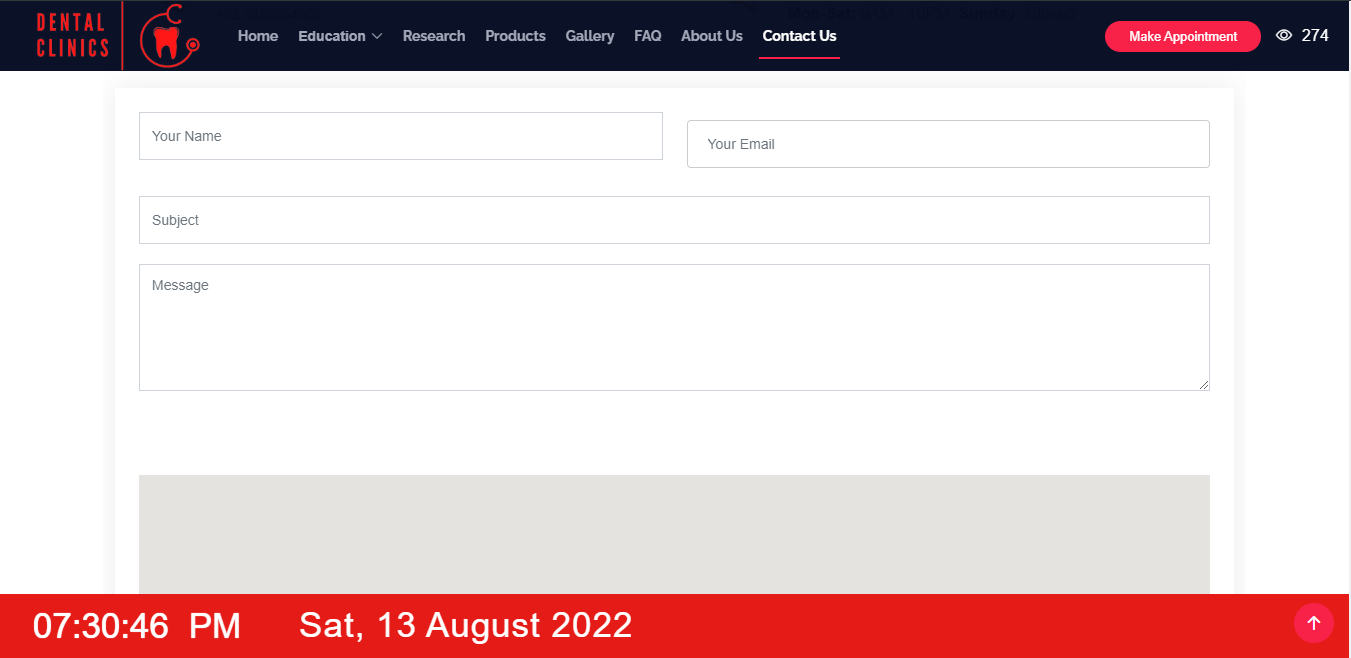 DENTAL
CLINICS
Home Education Research Products Gallery FAQ About Us Contact Us Make Appointment 274
Your Name
Your Email
Subject
Message
07:30:46 PM Sat, 13 August 2022